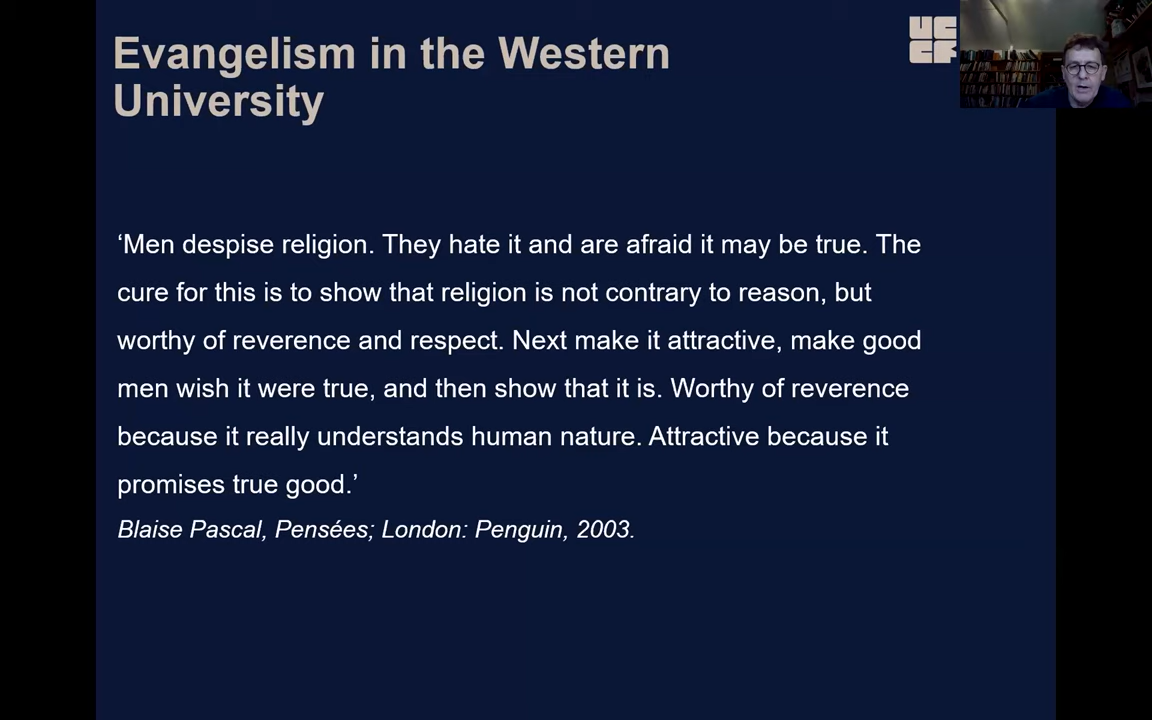 Evangelism in the Western
University
UC
CF
‘Men despise religion. They hate it and are afraid it may be true. The
cure for this is to show that religion is not contrary to reason, but
worthy of reverence and respect. Next make it attractive, make good
men wish it were true, and then show that it is. Worthy of reverence
because it really understands human nature. Attractive because it
promises true good.’
Blaise Pascal, Pensées; London: Penguin, 2003.